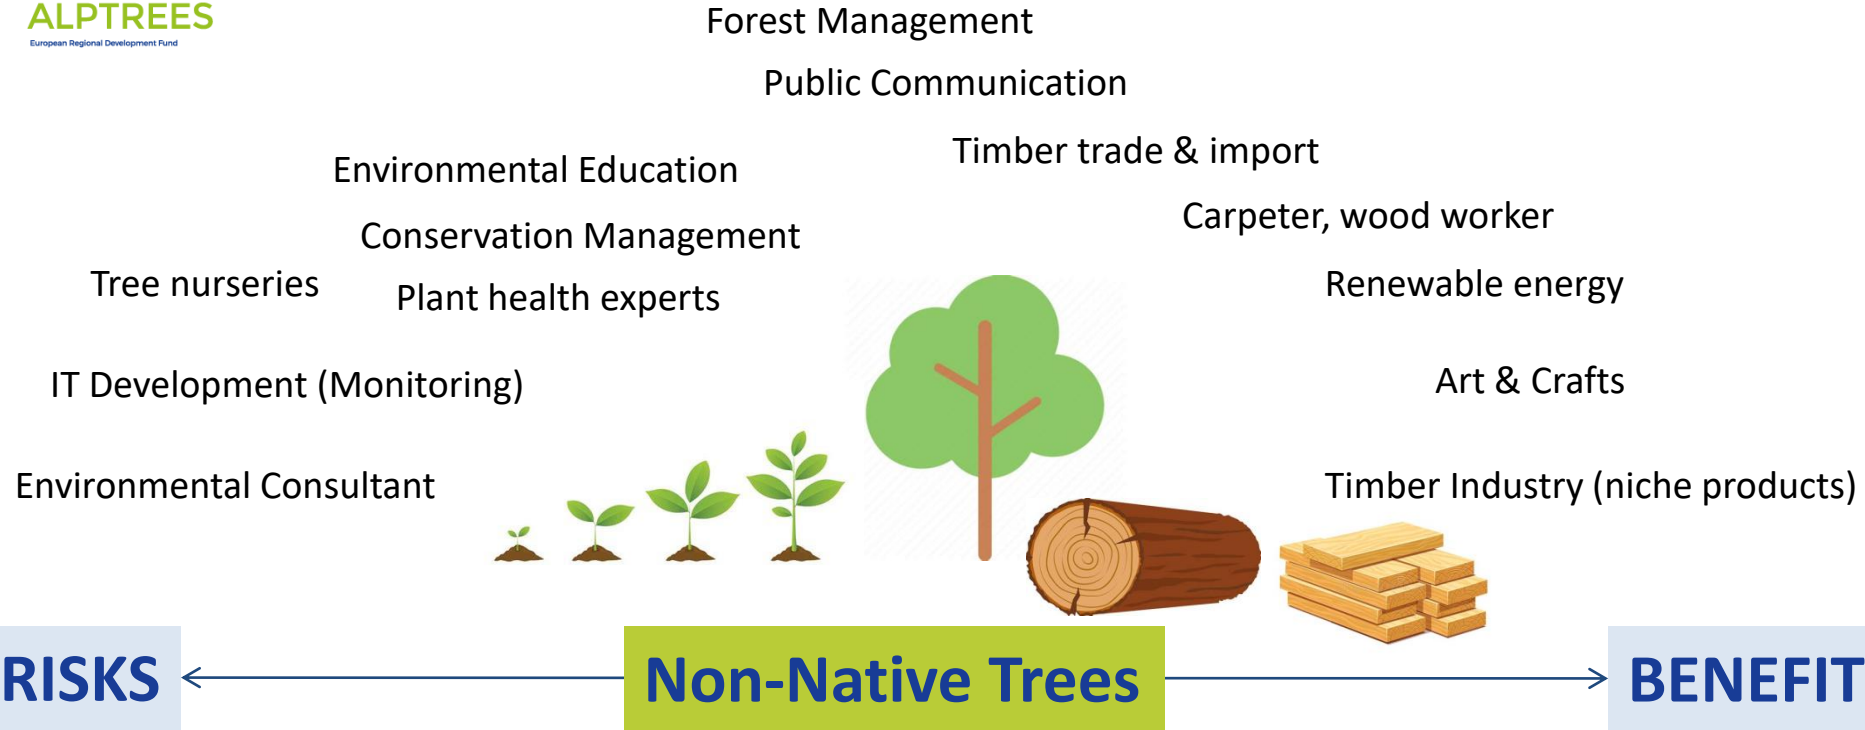 ALPTREES
European Regional Development Fund
Forest Management
Public Communication
Timber trade & import
Environmental Education
Carpeter, wood worker
Conservation Management
Tree nurseries
Plant health experts
Renewable energy
IT Development (Monitoring)
Art & Crafts
Environmental Consultant
Timber Industry (niche products)
RISKS
Non-Native Trees
BENEFIT